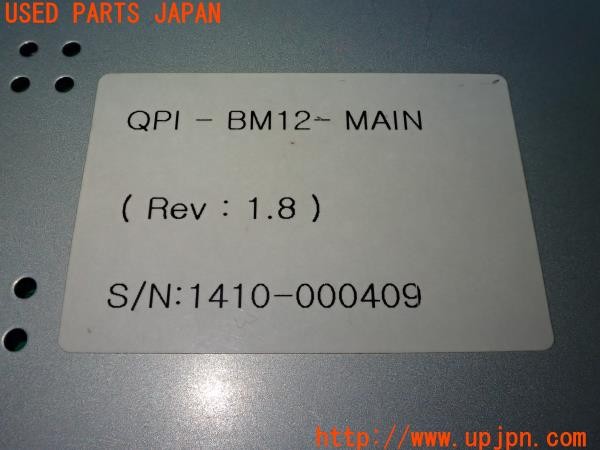 USED PARTS JAPAN
QPI - BM12- MAIN
( Rev : 1.8 )
S/N:1410-000409
http://www.upjpn.com